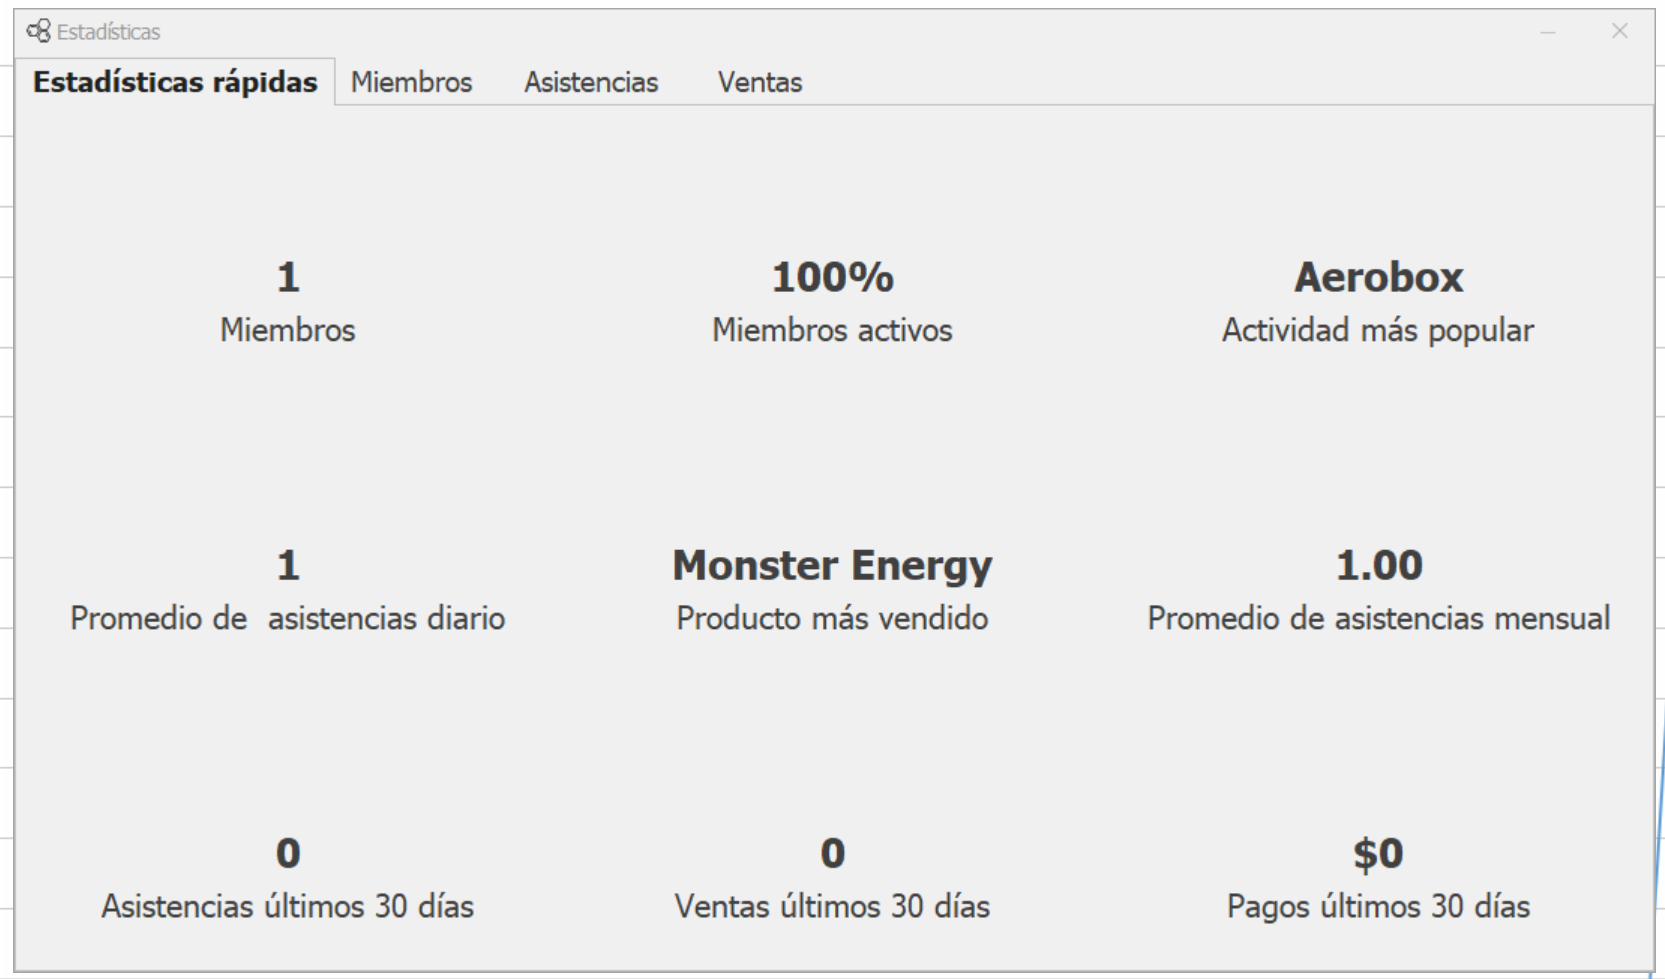 Estadísticas
Estadísticas rápidas Miembros Asistencias Ventas
1
Miembros
100%
Miembros activos
Aerobox
Actividad más popular
1
Promedio de  asistencias diario
Monster Energy
Producto más vendido
1.00
Promedio de asistencias mensual
0
Asistencias últimos 30 días
0
Ventas últimos 30 días
$0
Pagos últimos 30 días